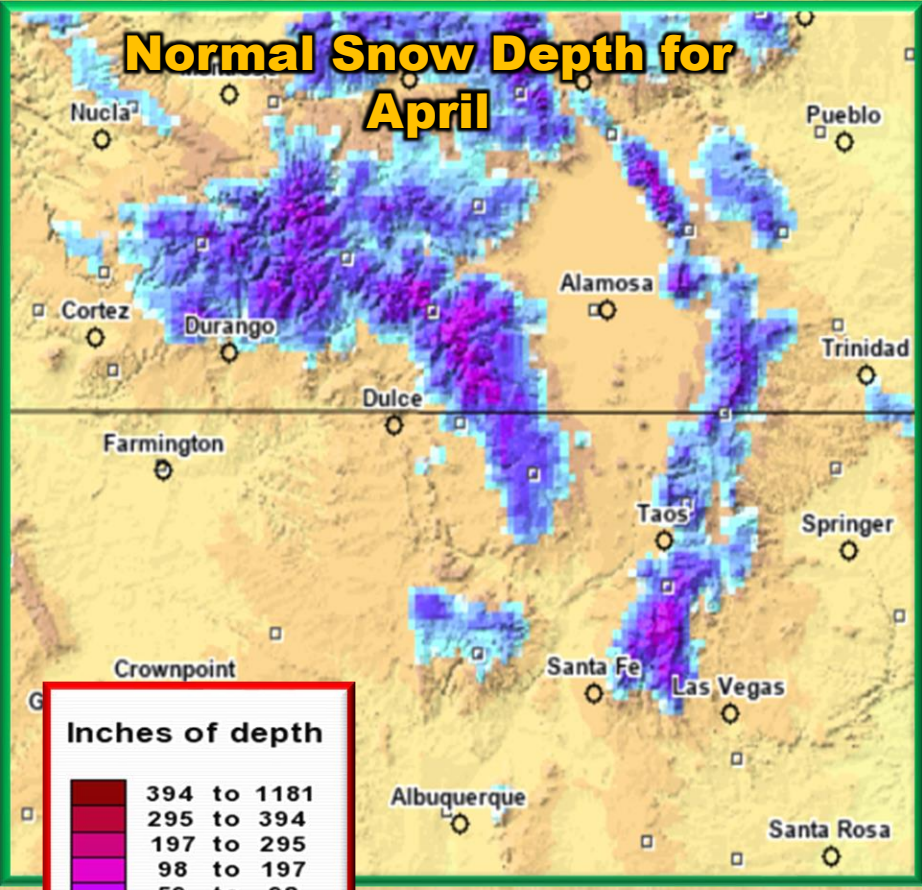 Normal Snow Depth for
April
Nucla
Pueblo
Alamosa
Cortez
Durango
Trinidad
Dulce
Farmington
Taos
Springer
Crownpoint
Santa Fe
Las Vegas
G
Inches of depth
394 to 1181
295 to 394
197 to 295
98 to 197
Albuquerque
Santa Rosa